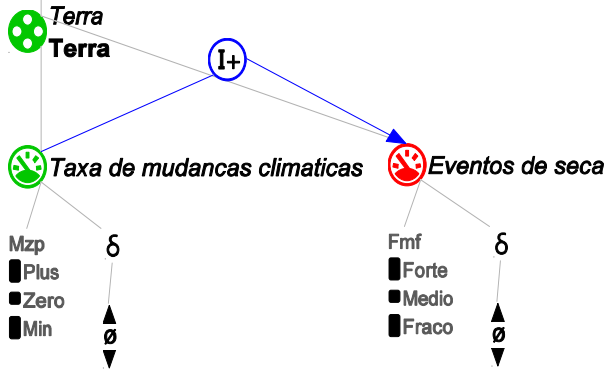 Terra
Terra
I+
Taxa de mudancas climaticas
Eventos de seca
Mzp
δ
Plus
Zero
Min
ø
Fmf
δ
Forte
Medio
Fraco
ø